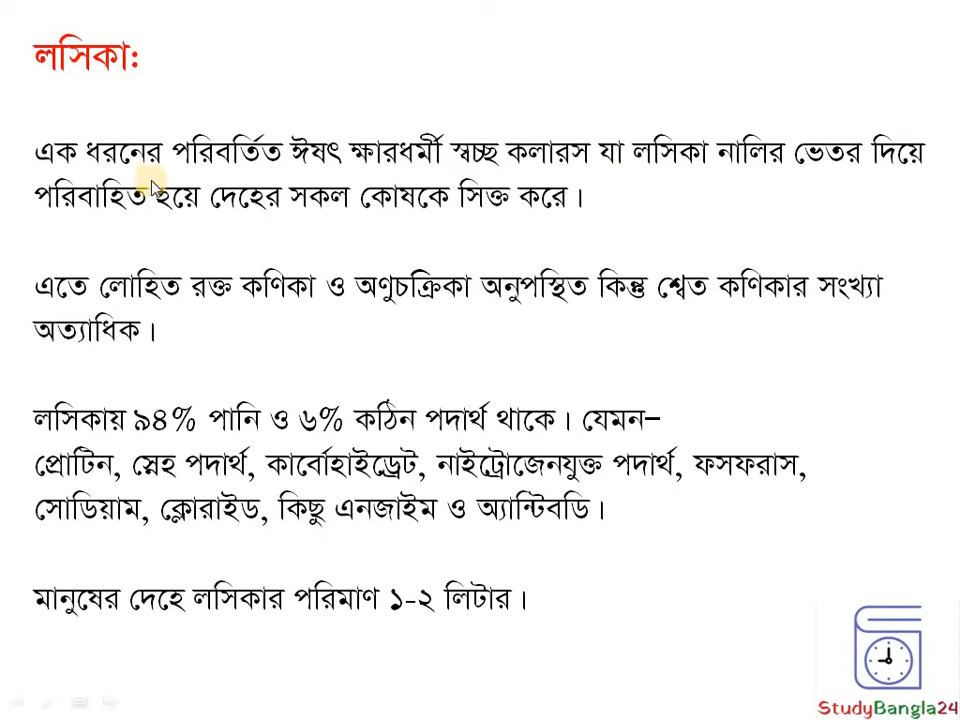 লসিকা:
এক ধরনের পরিবর্তিত ঈষৎ ক্ষারধর্মী স্বচ্ছ কলারস যা লসিকা নালির ভেতর দিয়ে
পরিবাহিত হয়ে দেহের সকল কোষকে সিক্ত করে।
এতে লোহিত রক্ত কণিকা ও অণুচক্রিকা অনুপস্থিত কিন্তু শ্বেত কণিকার সংখ্যা
অত্যাধিক।
লসিকায় ৯৪% পানি ও ৬% কঠিন পদার্থ থাকে। যেমন–
প্রোটিন, স্নেহ পদার্থ, কার্বোহাইড্রেট, নাইট্রোজেনযুক্ত পদার্থ, ফসফরাস,
সোডিয়াম, ক্লোরাইড, কিছু এনজাইম ও অ্যান্টিবডি।
মানুষের দেহে লসিকার পরিমাণ ১-২ লিটার।
StudyBangla24